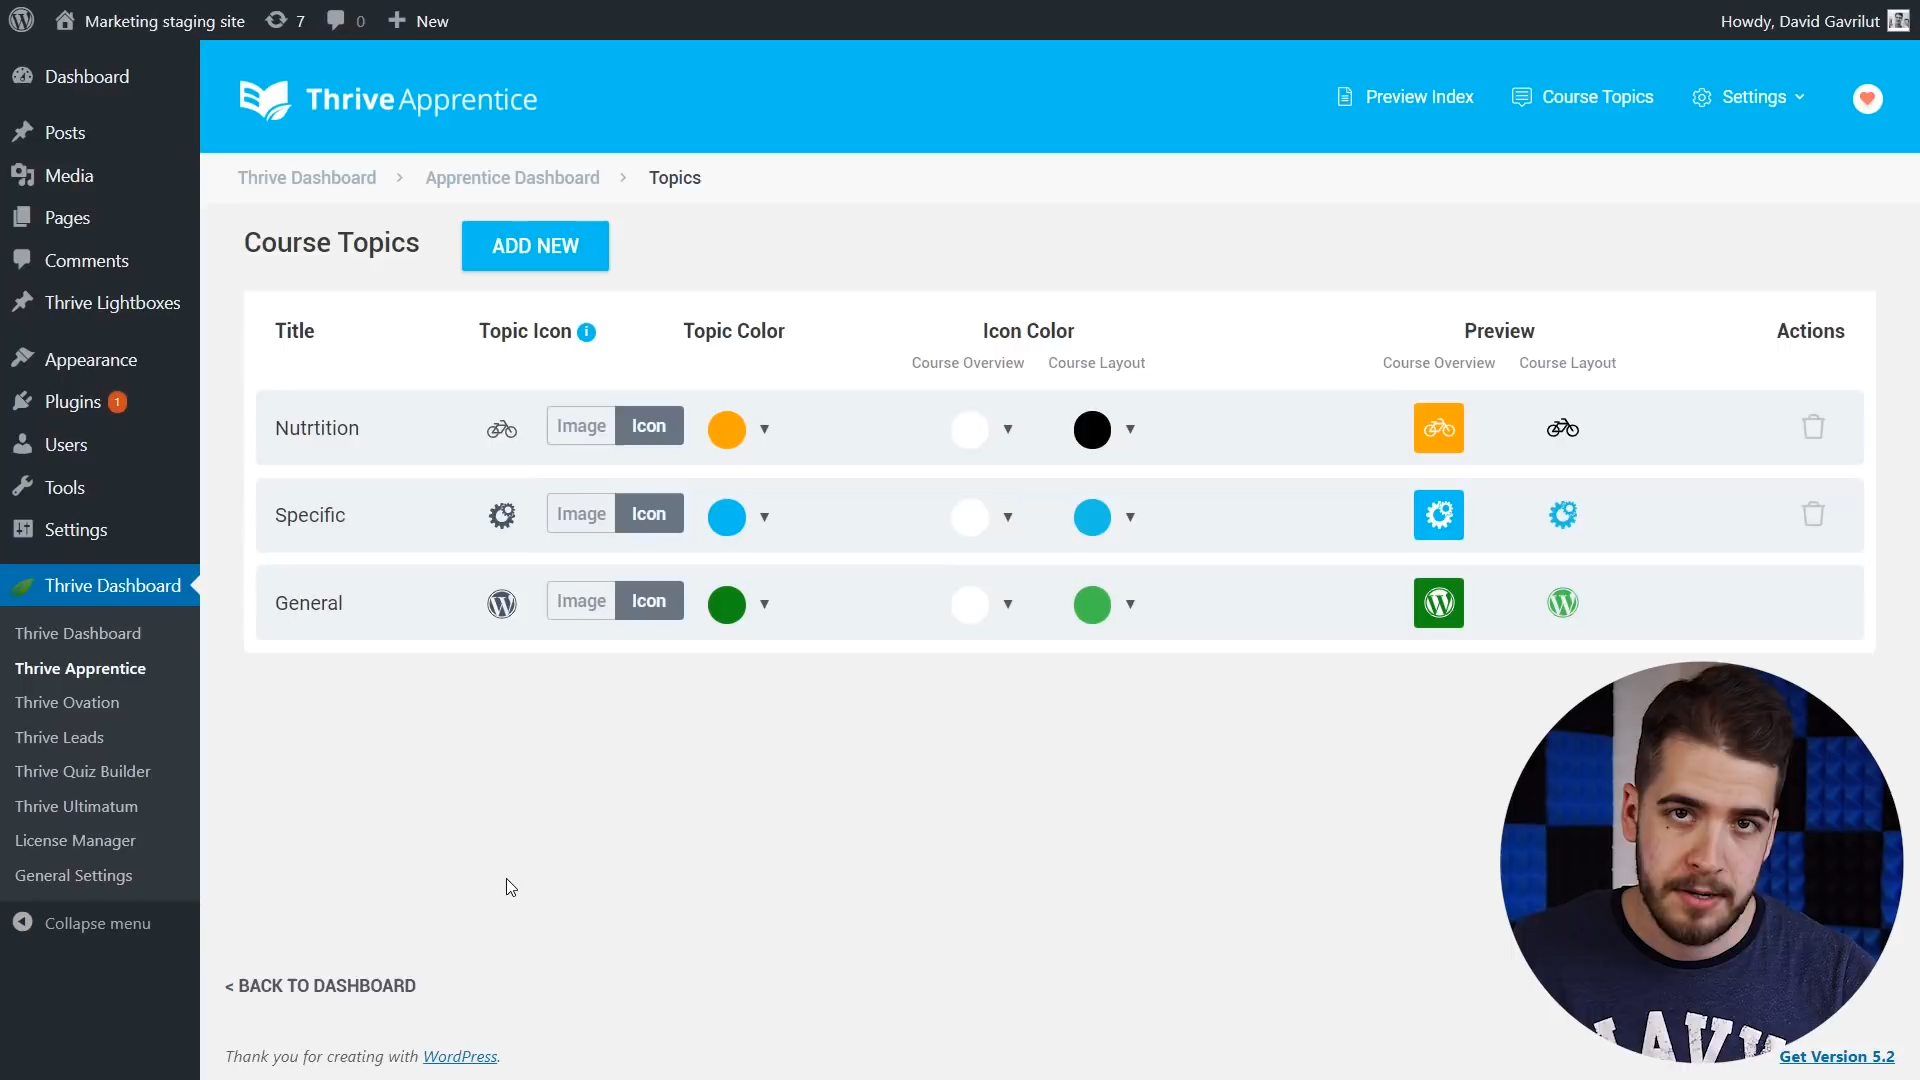 Marketing staging site 7 0 New Howdy, David Gavrilut
Dashboard
Posts
Media
Pages
Comments
Thrive Lightboxes
Appearance
Plugins 1
Users
Tools
Settings
Thrive Dashboard
Thrive Dashboard
Thrive Apprentice
Thrive Ovation
Thrive Leads
Thrive Quiz Builder
Thrive Ultimatum
License Manager
General Settings
Collapse menu
Thrive Apprentice
Preview Index Course Topics Settings
Thrive Dashboard > Apprentice Dashboard > Topics
Course Topics ADD NEW
Title Topic Icon i Topic Color Icon Color Preview Actions
Course Overview Course Layout Course Overview Course Layout
Nutrtition Image Icon
Specific Image Icon
General Image Icon
< BACK TO DASHBOARD
Thank you for creating with WordPress.
Get Version 5.2